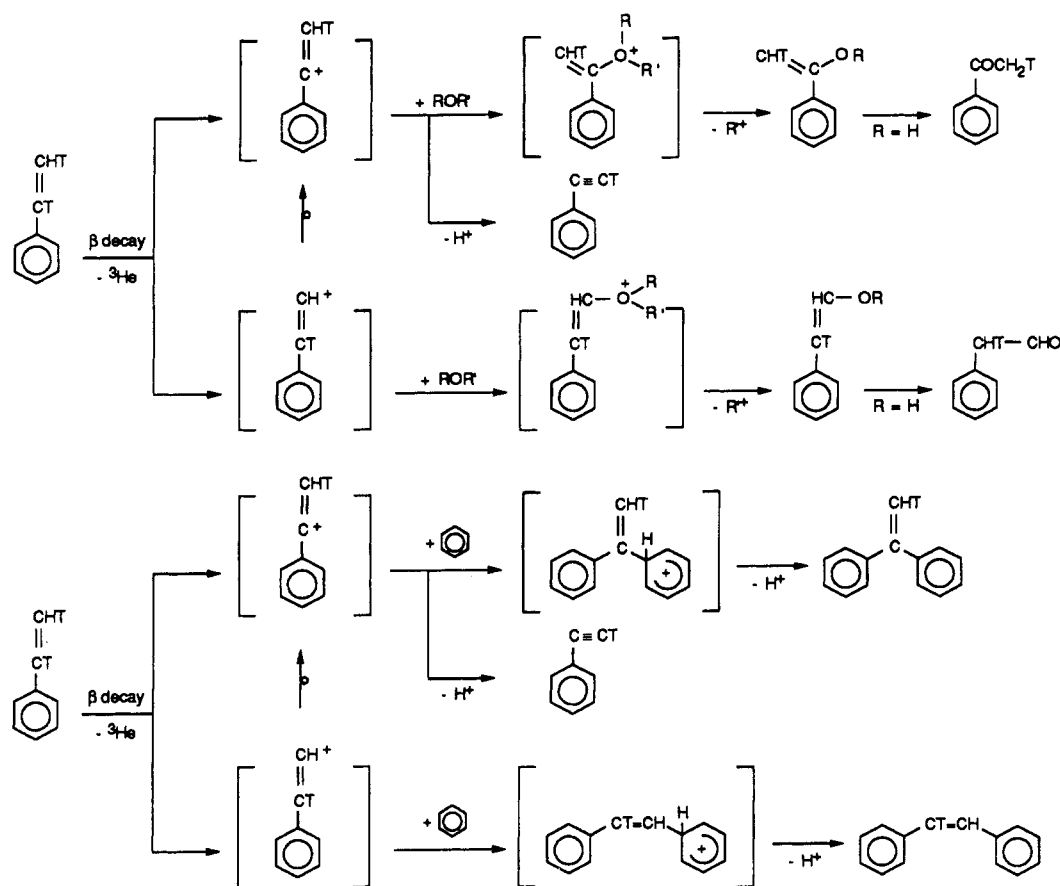 CHT
C +
+ ROR'
- H+
CHT
C
R
O+
R'
- R'+
CHT
C
O R
R = H
COCH2T
C ≡ CT
CHT
CT
β decay
- 3He
CH +
CT
+ ROR'
HC — O+
R
R'
CT
- R'+
HC — OR
CT
R = H
CHT — CHO
CHT
C +
+
- H+
CHT
C
H
+
- H+
CHT
C
C ≡ CT
CHT
CT
β decay
- 3He
CH +
CT
+
CT=CH
H
+
- H+
CT=CH